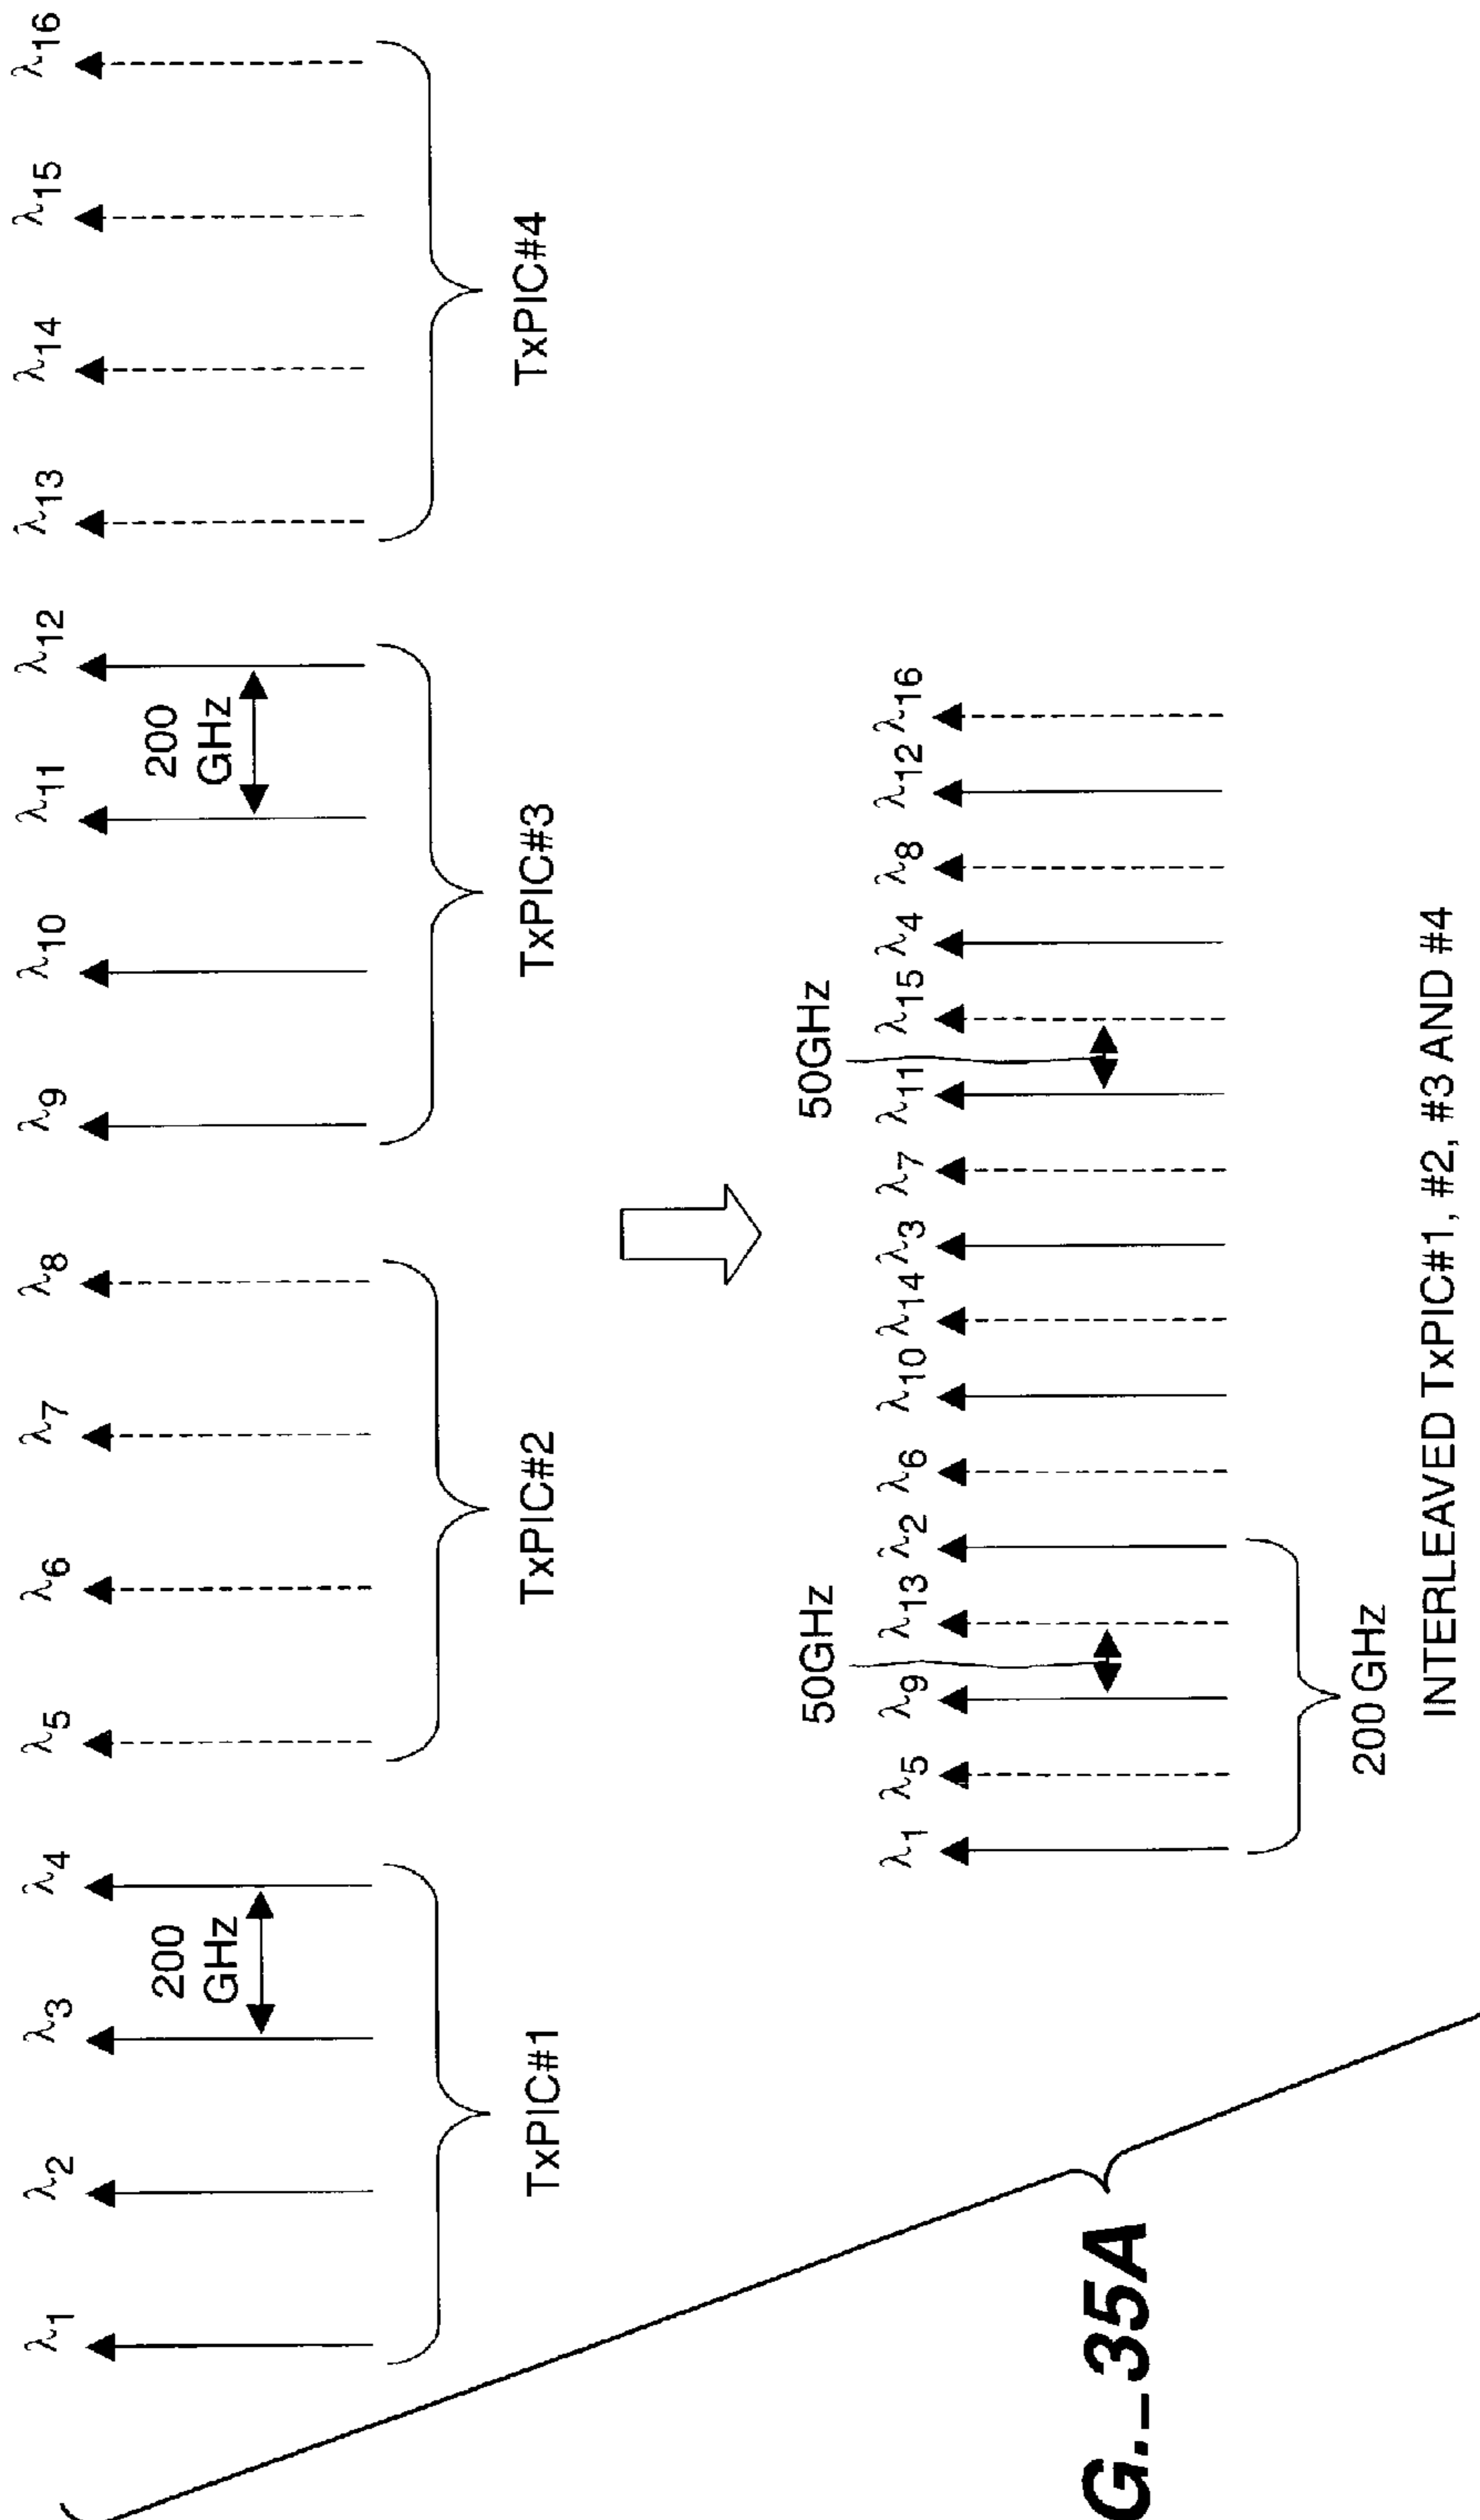 λ1 λ2 λ3 λ4 λ5 λ6 λ7 λ8 λ9 λ10 λ11 λ12 λ13 λ14 λ15 λ16
200
GHz
200
GHz
TxPIC#1 TxPIC#2 TxPIC#3 TxPIC#4
50GHz 50GHz
λ1 λ5 λ9 λ13 λ2 λ6 λ10 λ14 λ3 λ7 λ11 λ15 λ4 λ8 λ12 λ16
200 GHz
INTERLEAVED TxPIC#1, #2, #3 AND #4
G._35A